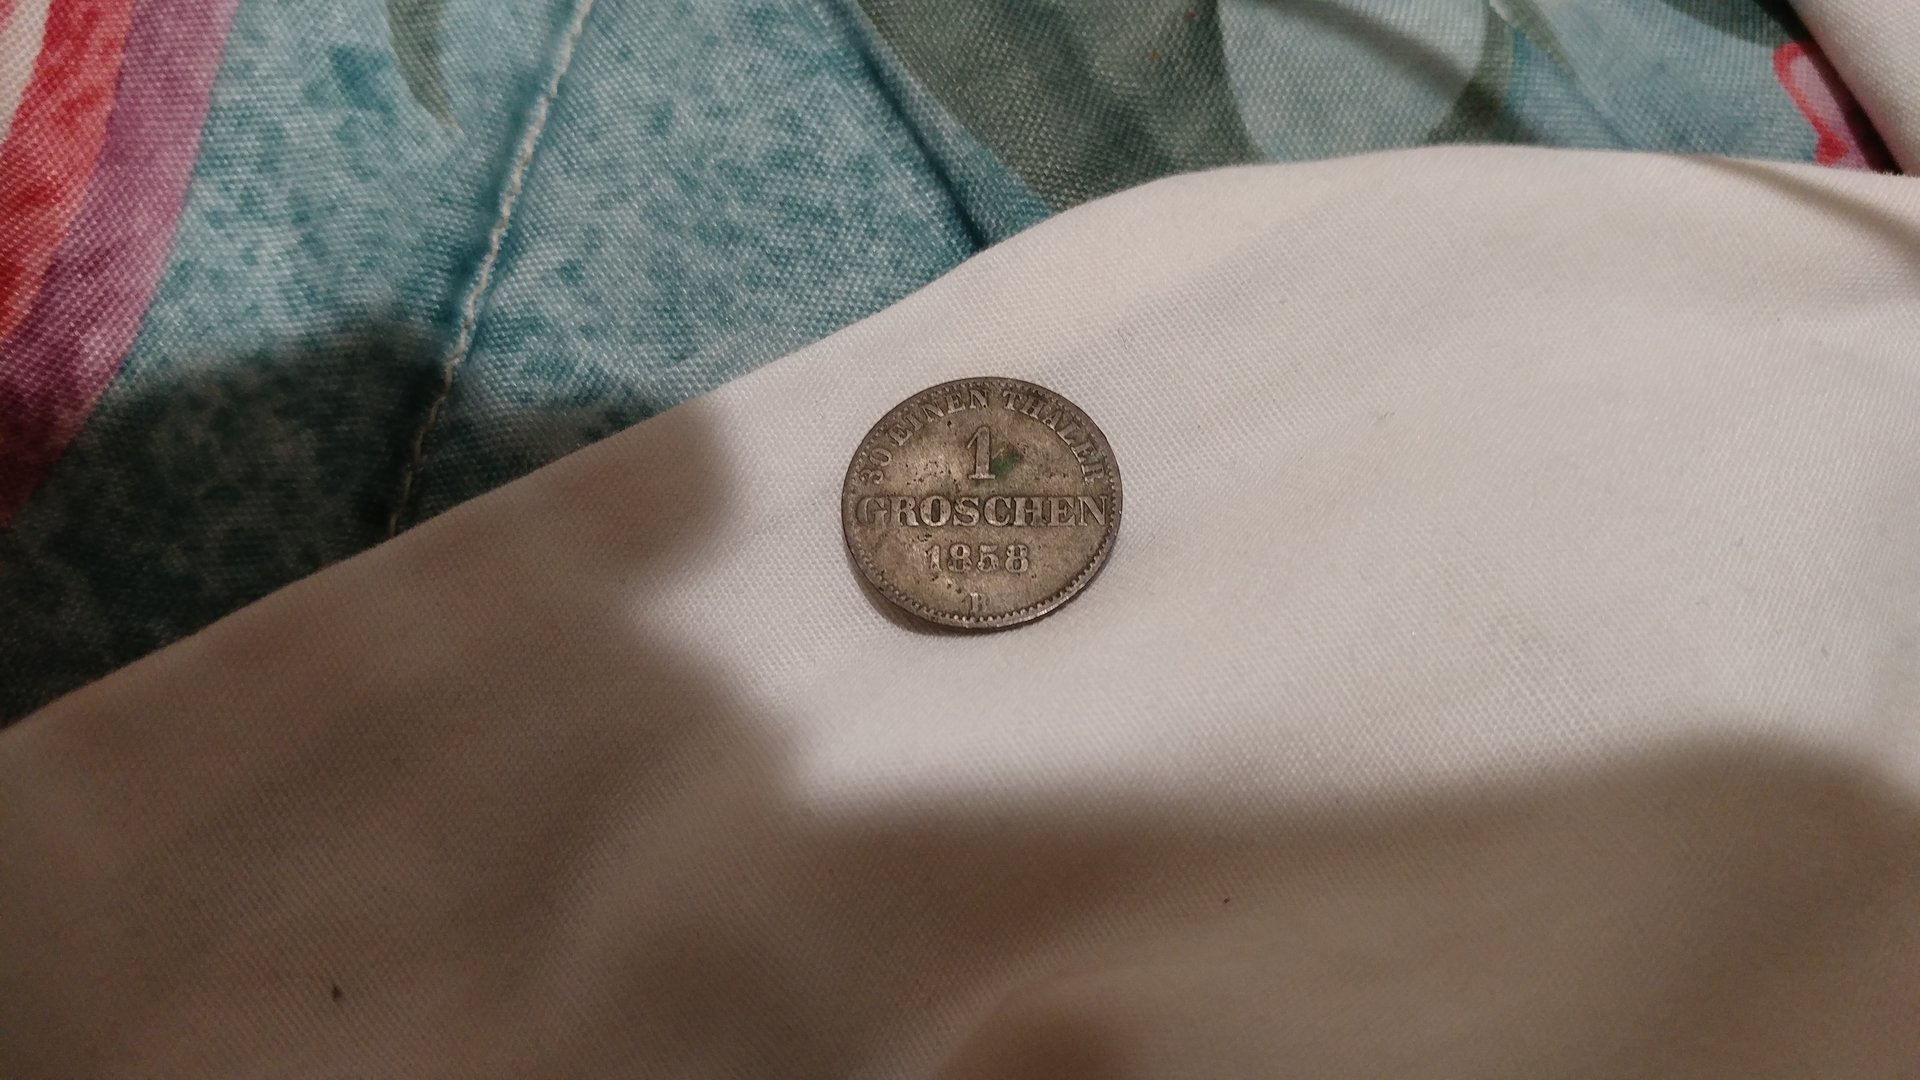 30 EINEN THALER
1
GROSCHEN
1858
B